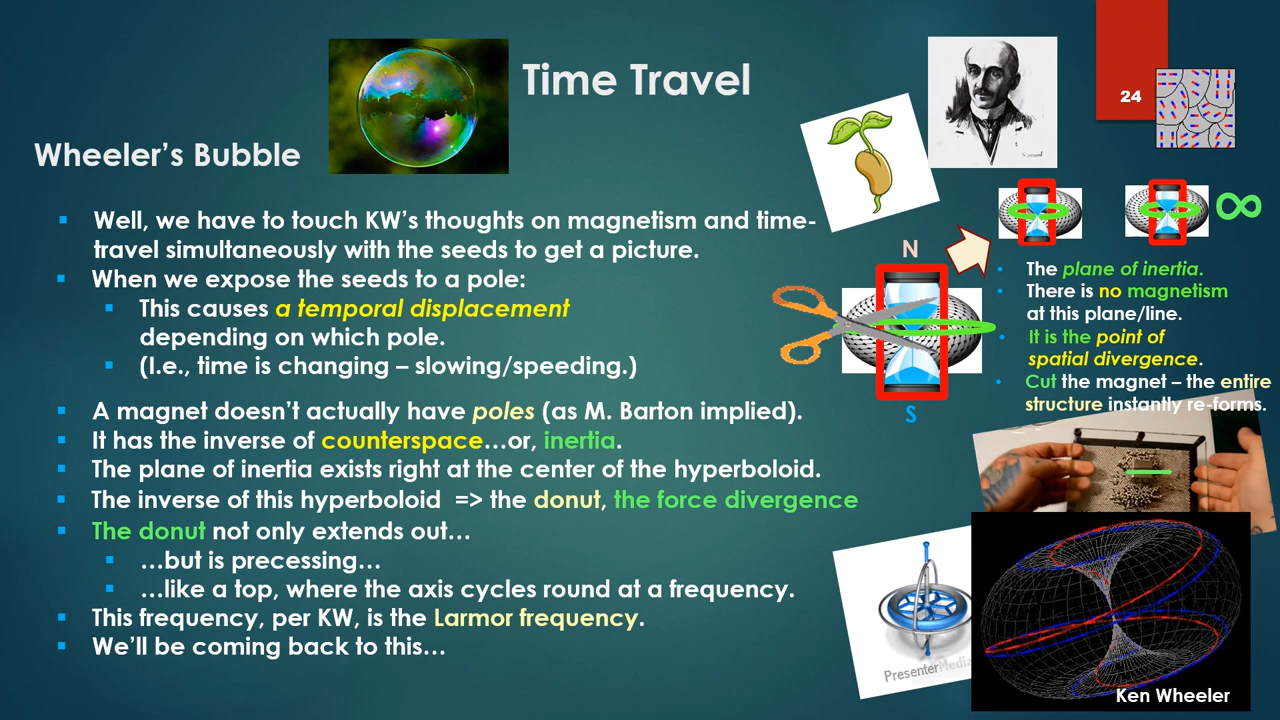 Time Travel
24
Wheeler's Bubble
▪ Well, we have to touch KW's thoughts on magnetism and time-
travel simultaneously with the seeds to get a picture.
▪ When we expose the seeds to a pole:
▪ This causes a temporal displacement
depending on which pole.
▪ (I.e., time is changing – slowing/speeding.)
▪ A magnet doesn't actually have poles (as M. Barton implied).
▪ It has the inverse of counterspace…or, inertia.
▪ The plane of inertia exists right at the center of the hyperboloid.
▪ The inverse of this hyperboloid => the donut, the force divergence
▪ The donut not only extends out…
▪ …but is precessing…
▪ …like a top, where the axis cycles round at a frequency.
▪ This frequency, per KW, is the Larmor frequency.
▪ We'll be coming back to this…
N
S
∞
• The plane of inertia.
• There is no magnetism
at this plane/line.
• It is the point of
spatial divergence.
• Cut the magnet – the entire
structure instantly re-forms.
PresenterMedia
Ken Wheeler